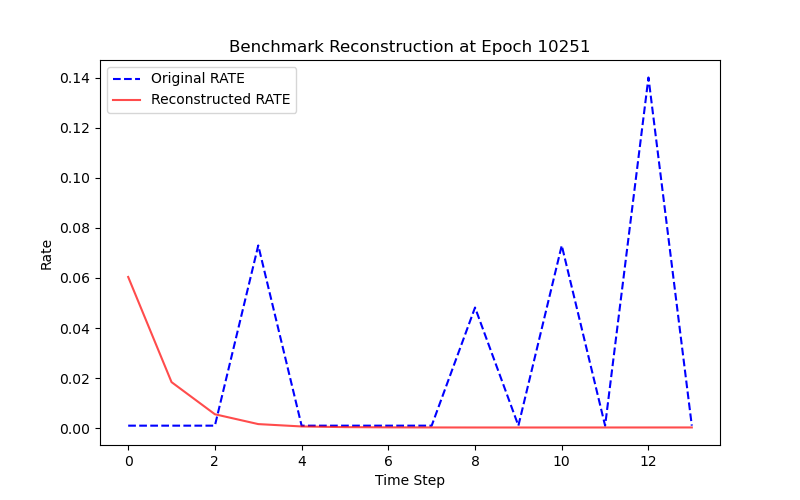 Benchmark Reconstruction at Epoch 10251
Original RATE
Reconstructed RATE
0.14
0.12
0.10
0.08
0.06
0.04
0.02
0.00
Rate
0 2 4 6 8 10 12
Time Step